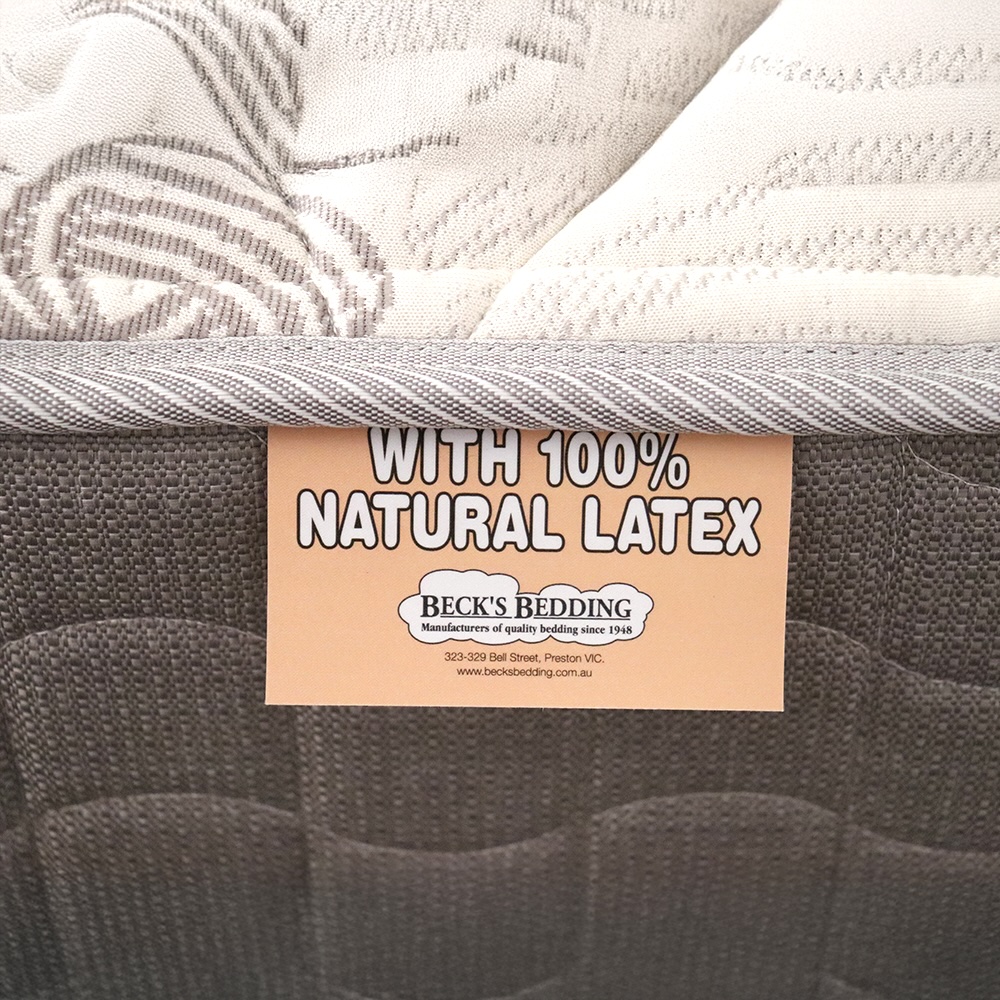 WITH 100%
NATURAL LATEX
BECK'S BEDDING
Manufacturers of quality bedding since 1948
323-329 Bell Street, Preston VIC.
www.becksbedding.com.au